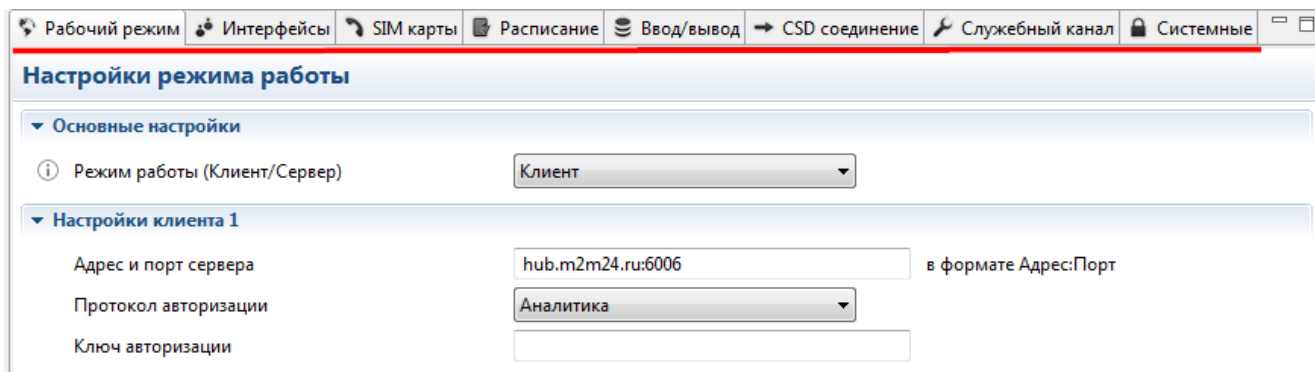 Рабочий режим Интерфейсы SIM карты Расписание Ввод/вывод CSD соединение Служебный канал Системные
Настройки режима работы
Основные настройки
Режим работы (Клиент/Сервер) Клиент
Настройки клиента 1
Адрес и порт сервера hub.m2m24.ru:6006 в формате Адрес:Порт
Протокол авторизации Аналитика
Ключ авторизации